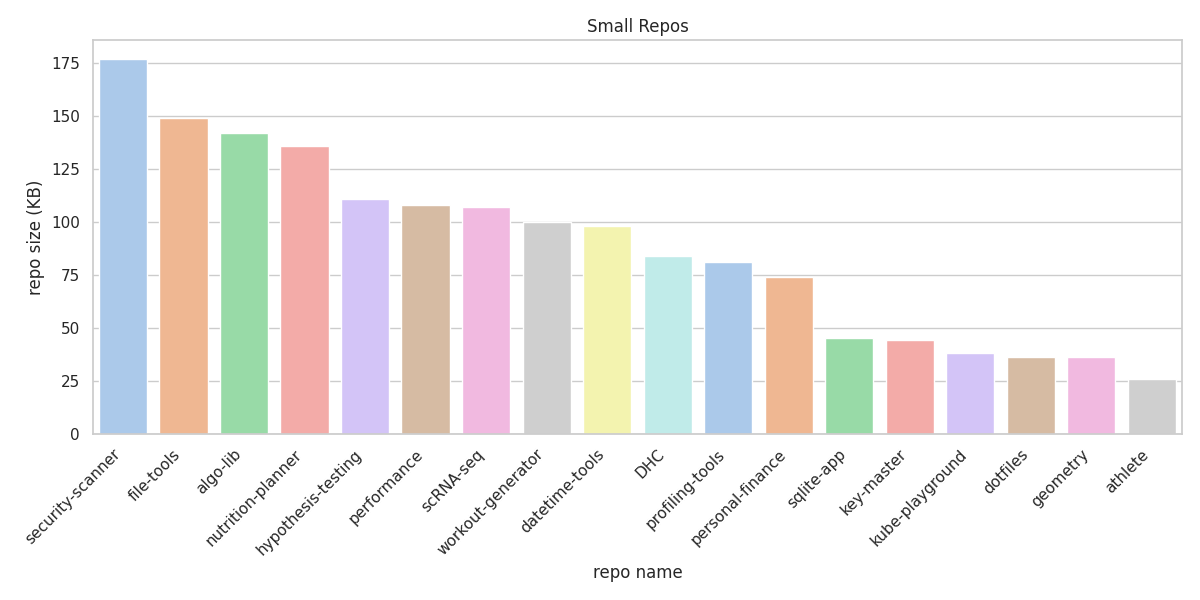 Small Repos
repo size (KB)
175
150
125
100
75
50
25
0
security-scanner
file-tools
algo-lib
nutrition-planner
hypothesis-testing
performance
scRNA-seq
workout-generator
datetime-tools
DHC
profiling-tools
personal-finance
sqlite-app
key-master
kube-playground
dotfiles
geometry
athlete
repo name